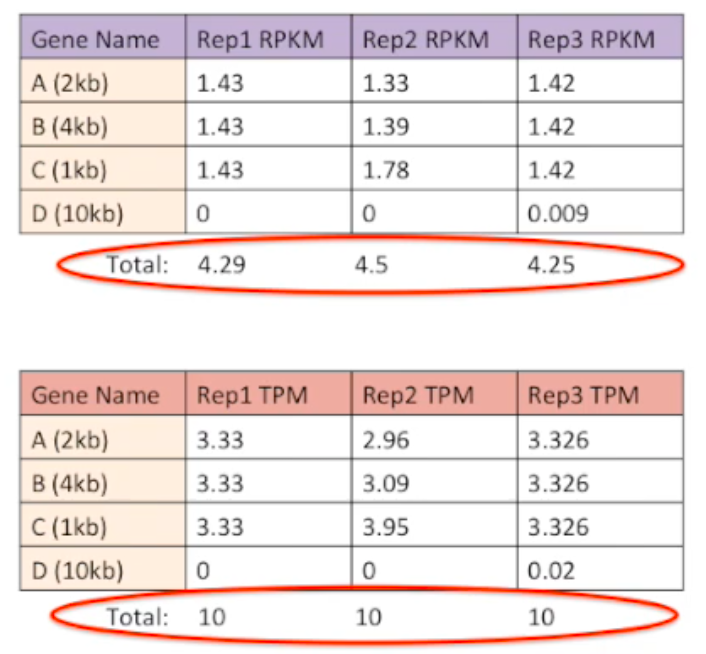 Gene Name Rep1 RPKM Rep2 RPKM Rep3 RPKM
A (2kb) 1.43 1.33 1.42
B (4kb) 1.43 1.39 1.42
C (1kb) 1.43 1.78 1.42
D (10kb) 0 0 0.009
Total: 4.29 4.5 4.25
Gene Name Rep1 TPM Rep2 TPM Rep3 TPM
A (2kb) 3.33 2.96 3.326
B (4kb) 3.33 3.09 3.326
C (1kb) 3.33 3.95 3.326
D (10kb) 0 0 0.02
Total: 10 10 10